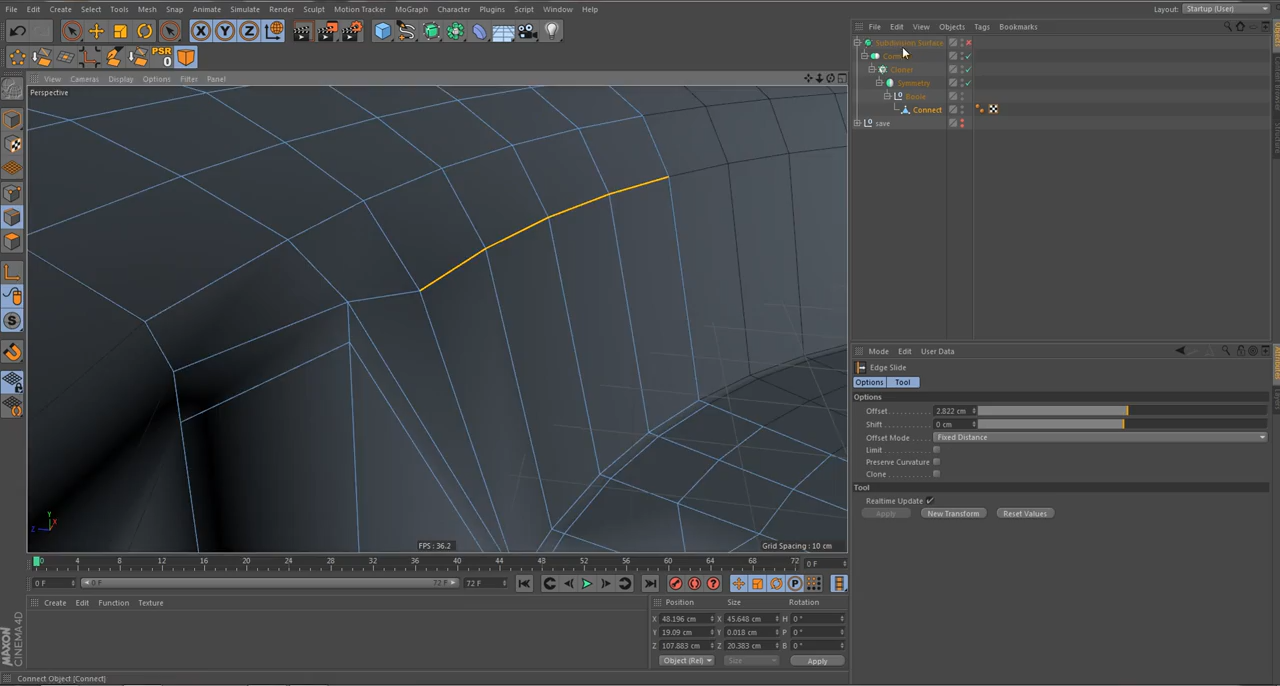 File Edit Create Select Tools Mesh Snap Animate Simulate Render Sculpt Motion Tracker MoGraph Character Plugins Script Window Help
Layout: Startup (User)
X Y Z
File Edit View Objects Tags Bookmarks
PSR
0
View Cameras Display Options Filter Panel
Perspective
Subdivision Surface
Cloner
Symmetry
Boole
Connect
save
Mode Edit User Data
Edge Slide
Options Tool
Options
Offset 2.822 cm
Shift 0 cm
Offset Mode Fixed Distance
Limit
Preserve Curvature
Clone
Tool
Realtime Update
Apply New Transform Reset Values
Y
X
Z
FPS : 36.2
Grid Spacing : 10 cm
0 4 8 12 16 20 24 28 32 36 40 44 48 52 56 60 64 68 72 0 F
0 F 0 F 72 F 72 F
Create Edit Function Texture
Position Size Rotation
X 48.196 cm X 45.648 cm H 0 °
Y 19.09 cm Y 0.018 cm P 0 °
Z 107.883 cm Z 20.383 cm B 0 °
Object (Rel) Size Apply
MAXON
CINEMA 4D
Connect Object [Connect]